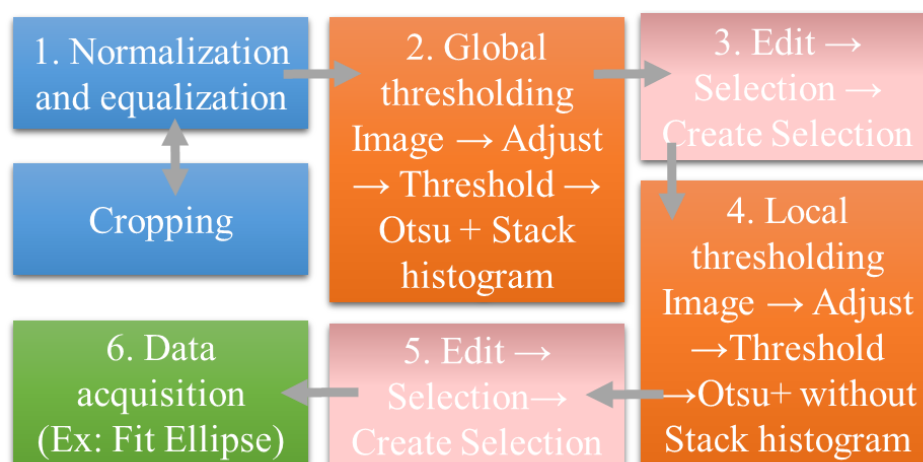 1. Normalization
and equalization
Cropping
2. Global
thresholding
Image → Adjust
→ Threshold →
Otsu + Stack
histogram
3. Edit →
Selection →
Create Selection
4. Local
thresholding
Image → Adjust
→Threshold
→Otsu+ without
Stack histogram
5. Edit →
Selection→
Create Selection
6. Data
acquisition
(Ex: Fit Ellipse)